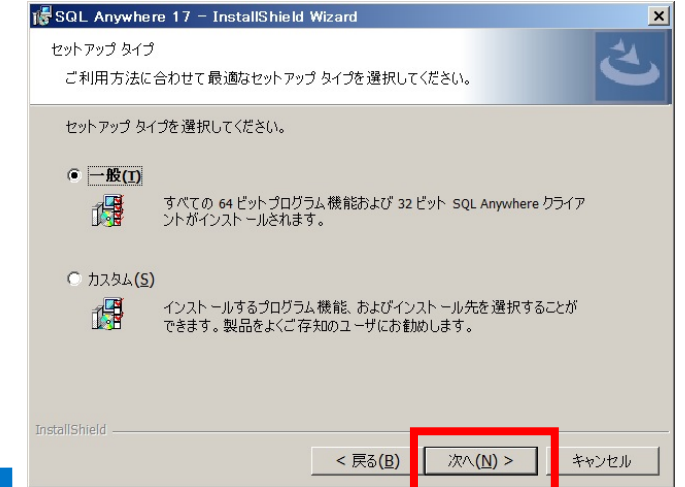 SQL Anywhere 17 - InstallShield Wizard
セットアップ タイプ
ご利用方法に合わせて最適なセットアップ タイプを選択してください。
セットアップ タイプを選択してください。
一般(T)
すべての 64 ビットプログラム機能および 32 ビット SQL Anywhere クライア
ントがインストールされます。
カスタム(S)
インストールするプログラム機能、およびインストール先を選択することが
できます。製品をよくご存知のユーザにお勧めします。
InstallShield
< 戻る(B)
次へ(N) >
キャンセル